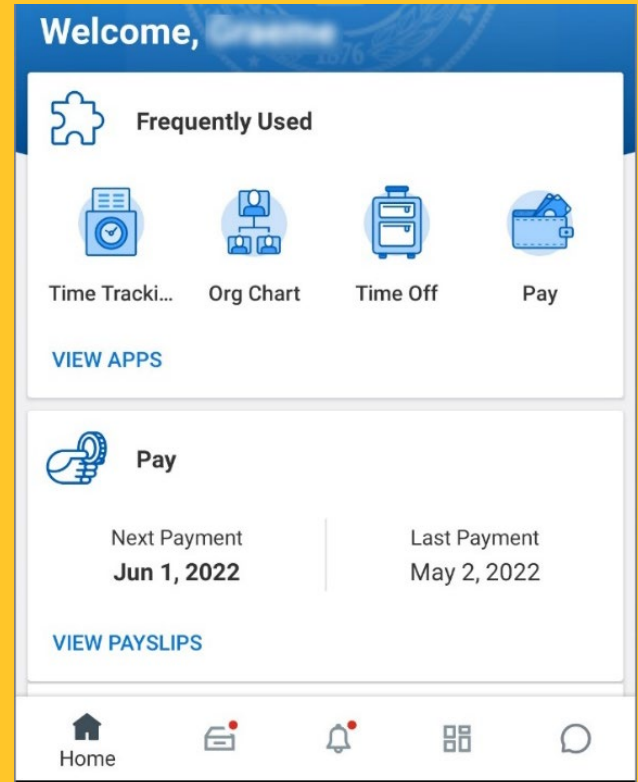 Welcome,
1876
Frequently Used
Time Tracki... Org Chart Time Off Pay
VIEW APPS
Pay
Next Payment Last Payment
Jun 1, 2022 May 2, 2022
VIEW PAYSLIPS
Home